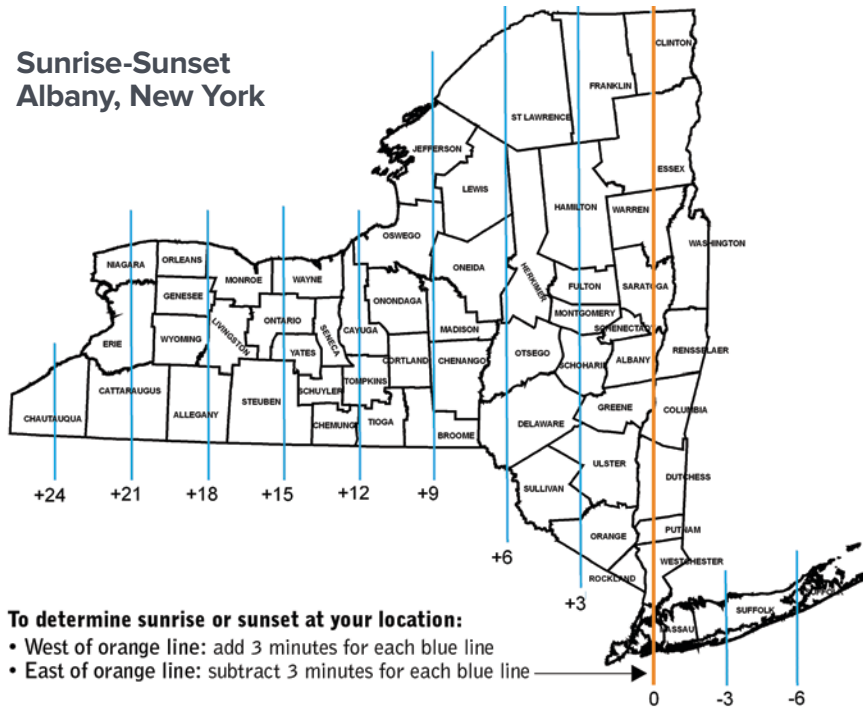 Sunrise-Sunset
Albany, New York
CLINTON
FRANKLIN
ST LAWRENCE
JEFFERSON
ESSEX
LEWIS
HAMILTON
WARREN
OSWEGO
WASHINGTON
NIAGARA
ORLEANS
MONROE
WAYNE
ONEIDA
HERKIMER
FULTON
SARATOGA
GENESEE
ONONDAGA
MONTGOMERY
ONTARIO
LIVINGSTON
SENECA
CAYUGA
MADISON
SCHENECTADY
ERIE
WYOMING
YATES
CORTLAND
CHENANGO
OTSEGO
SCHOHARIE
ALBANY
RENSSELAER
CHAUTAUQUA
CATTARAUGUS
ALLEGANY
STEUBEN
SCHUYLER
TOMPKINS
CHEMUNG
TIOGA
BROOME
DELAWARE
GREENE
COLUMBIA
ULSTER
SULLIVAN
DUTCHESS
ORANGE
PUTNAM
WESTCHESTER
ROCKLAND
SUFFOLK
SUFFOLK
NASSAU
+24
+21
+18
+15
+12
+9
+6
+3
0
-3
-6
To determine sunrise or sunset at your location:
• West of orange line: add 3 minutes for each blue line
• East of orange line: subtract 3 minutes for each blue line